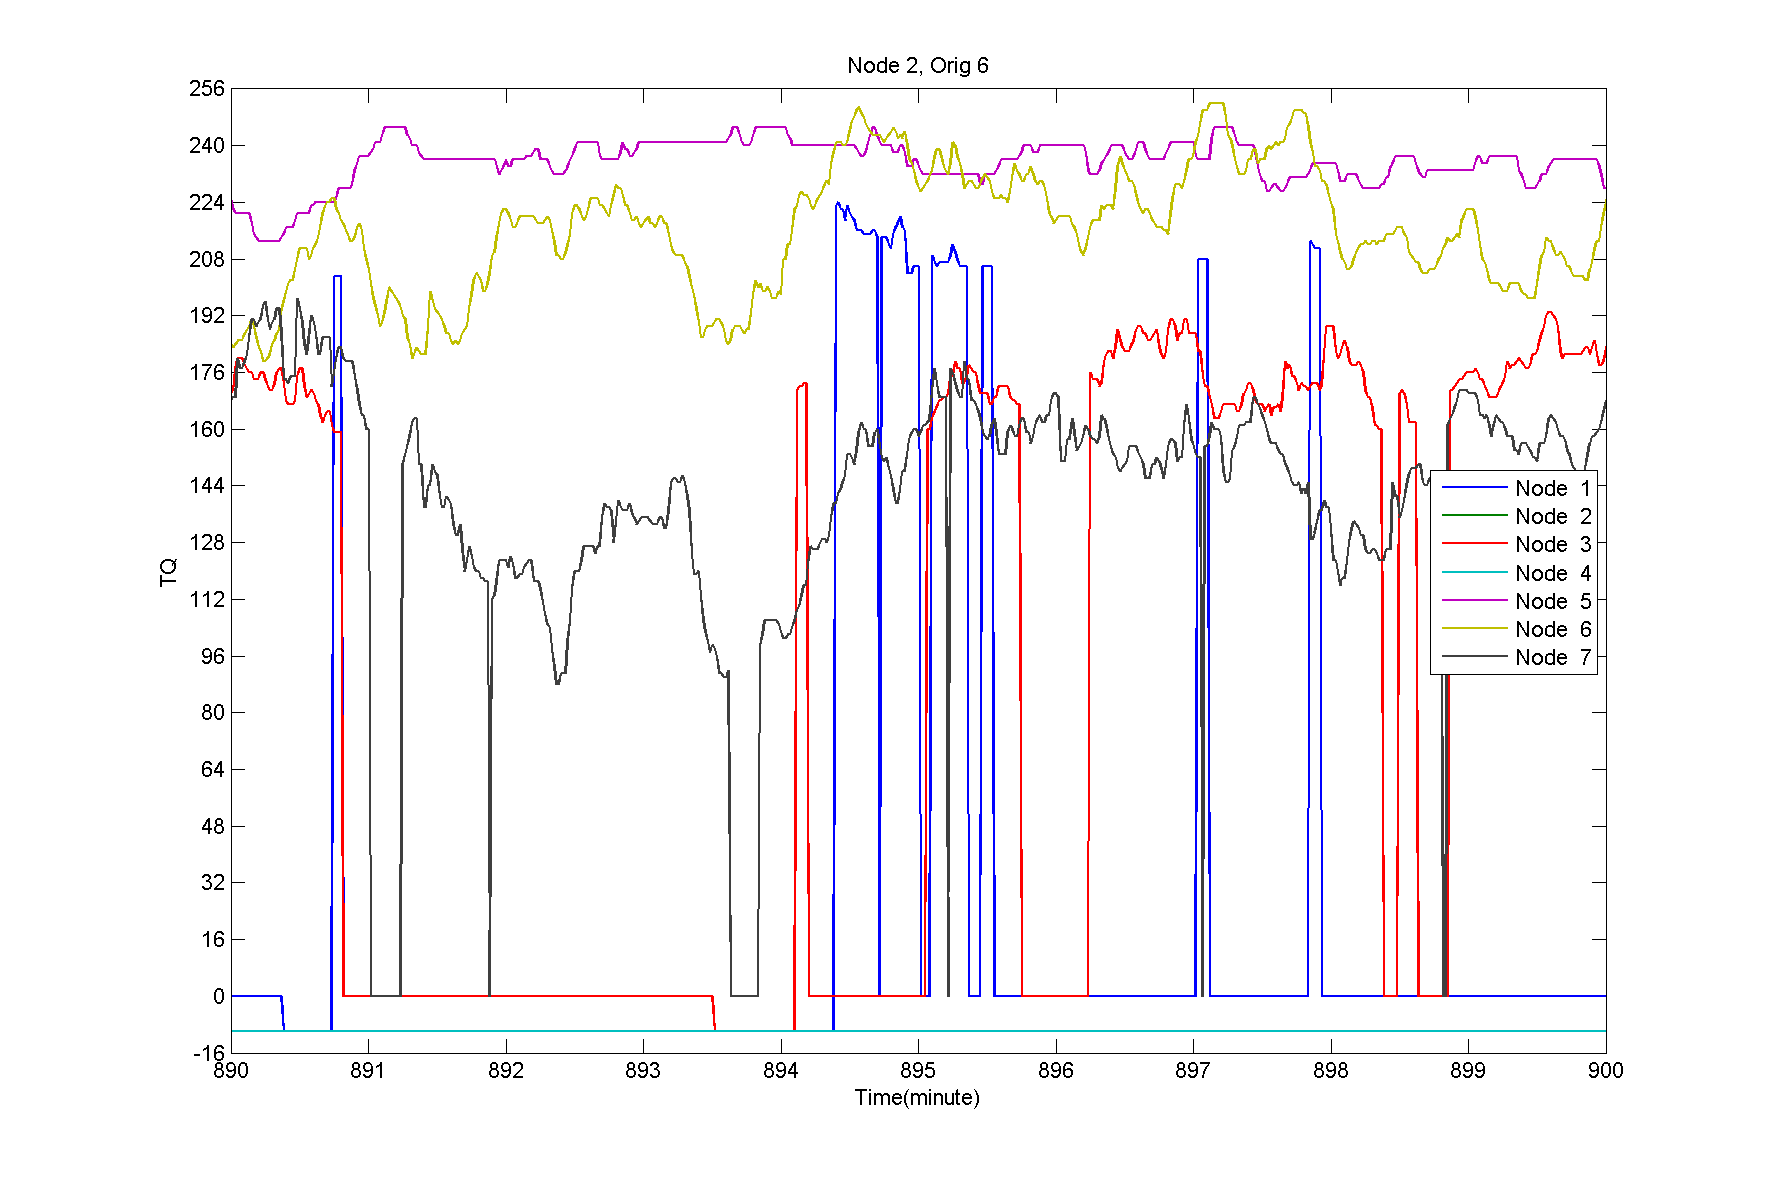 Node 2, Orig 6
256
240
224
208
192
176
160
144
128
112
96
80
64
48
32
16
0
-16
TQ
Node 1
Node 2
Node 3
Node 4
Node 5
Node 6
Node 7
890 891 892 893 894 895 896 897 898 899 900
Time(minute)